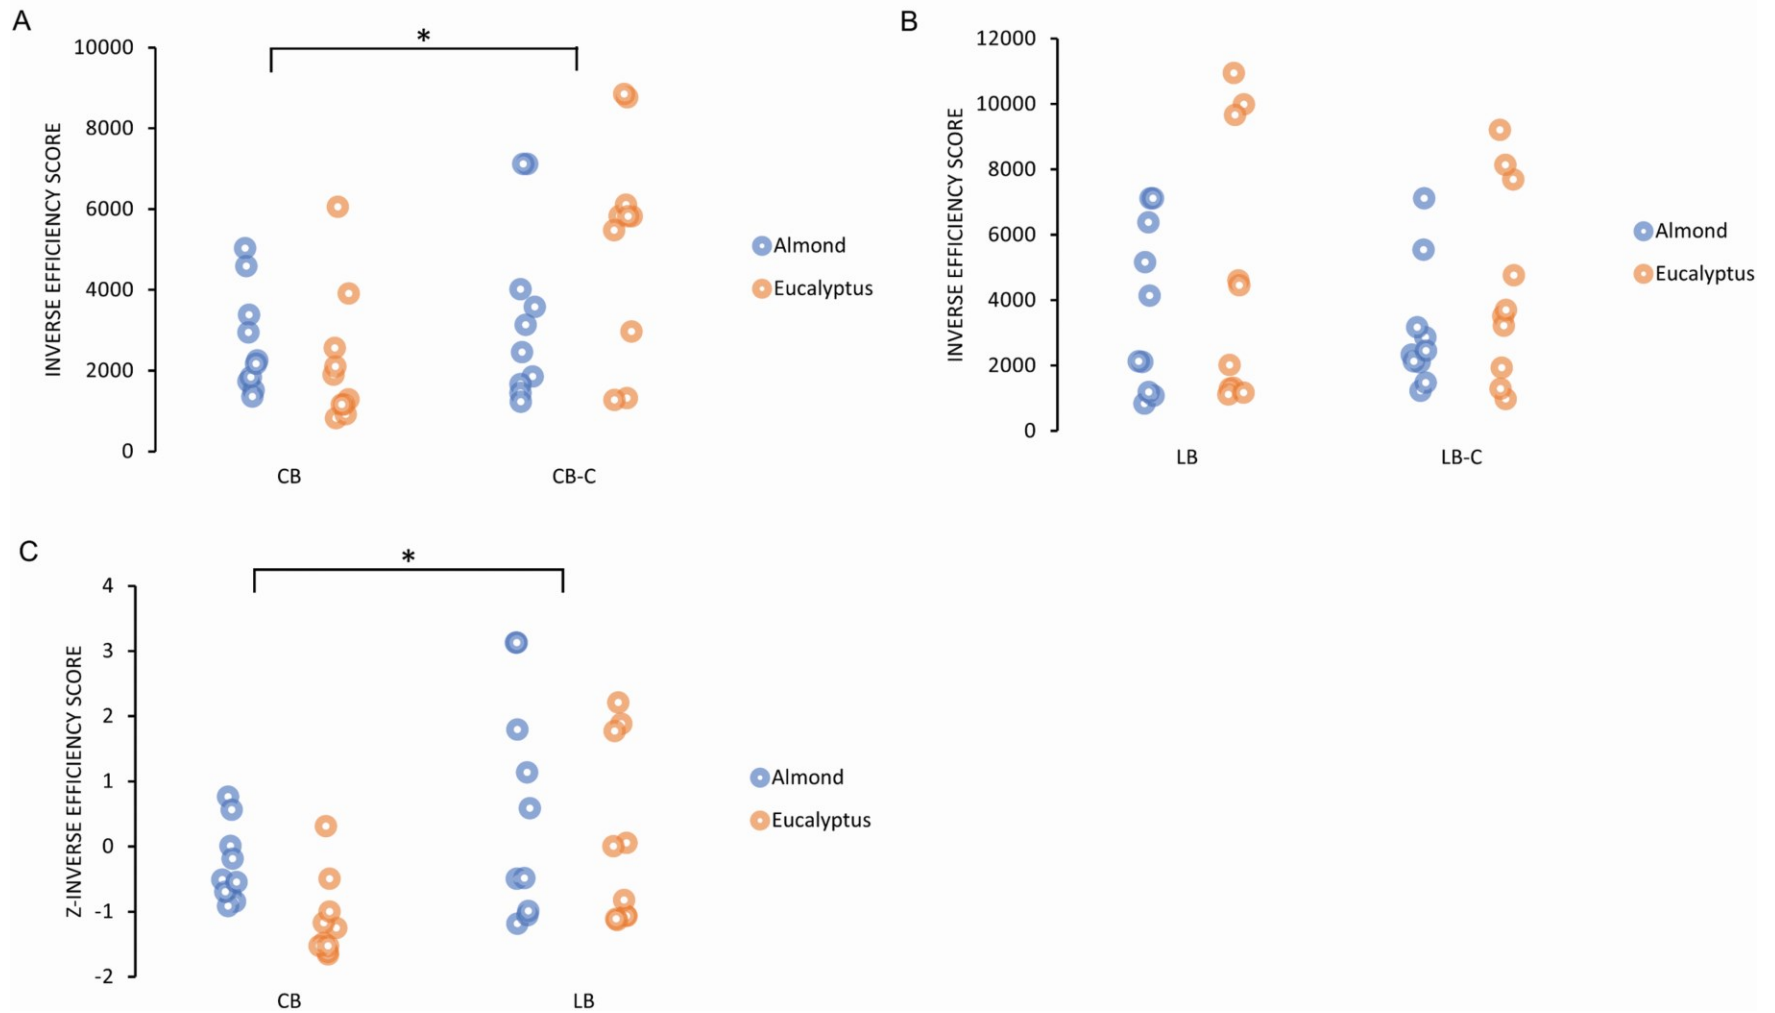 A
INVERSE EFFICIENCY SCORE
10000
8000
6000
4000
2000
0
*
CB
CB-C
Almond
Eucalyptus
B
INVERSE EFFICIENCY SCORE
12000
10000
8000
6000
4000
2000
0
LB
LB-C
Almond
Eucalyptus
C
Z-INVERSE EFFICIENCY SCORE
4
3
2
1
0
-1
-2
*
CB
LB
Almond
Eucalyptus